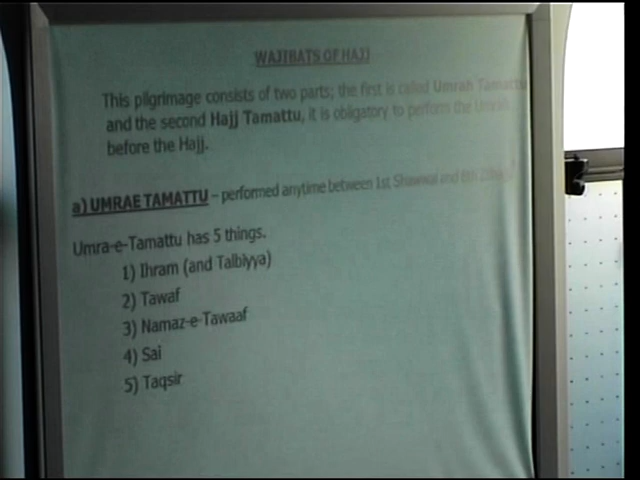 WAJIBATS OF HAJJ
This pilgrimage consists of two parts; the first is called Umrah Tamattu
and the second Hajj Tamattu, it is obligatory to perform the Umrah
before the Hajj.
a) UMRAE TAMATTU – performed anytime between 1st Shawwal and
Umra-e-Tamattu has 5 things.
1) Ihram (and Talbiyya)
2) Tawaf
3) Namaz-e-Tawaaf
4) Sai
5) Taqsir